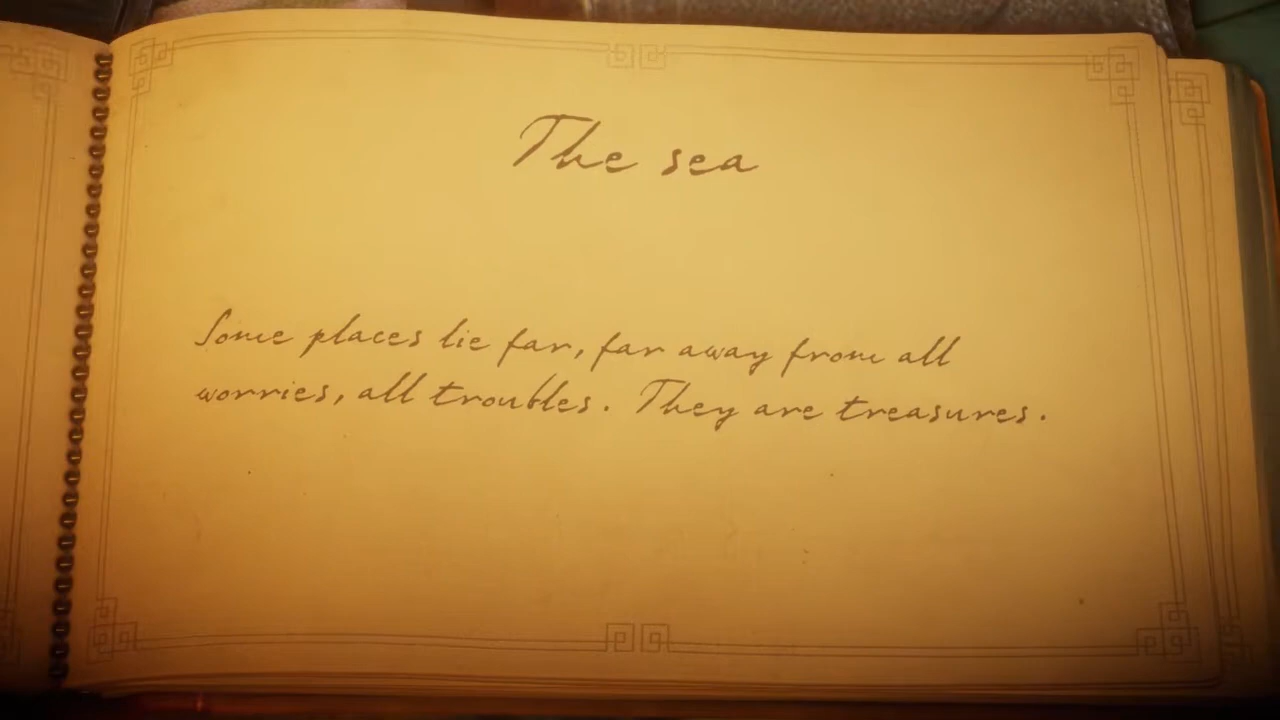 The sea
Some places lie far, far away from all
worries, all troubles. They are treasures.